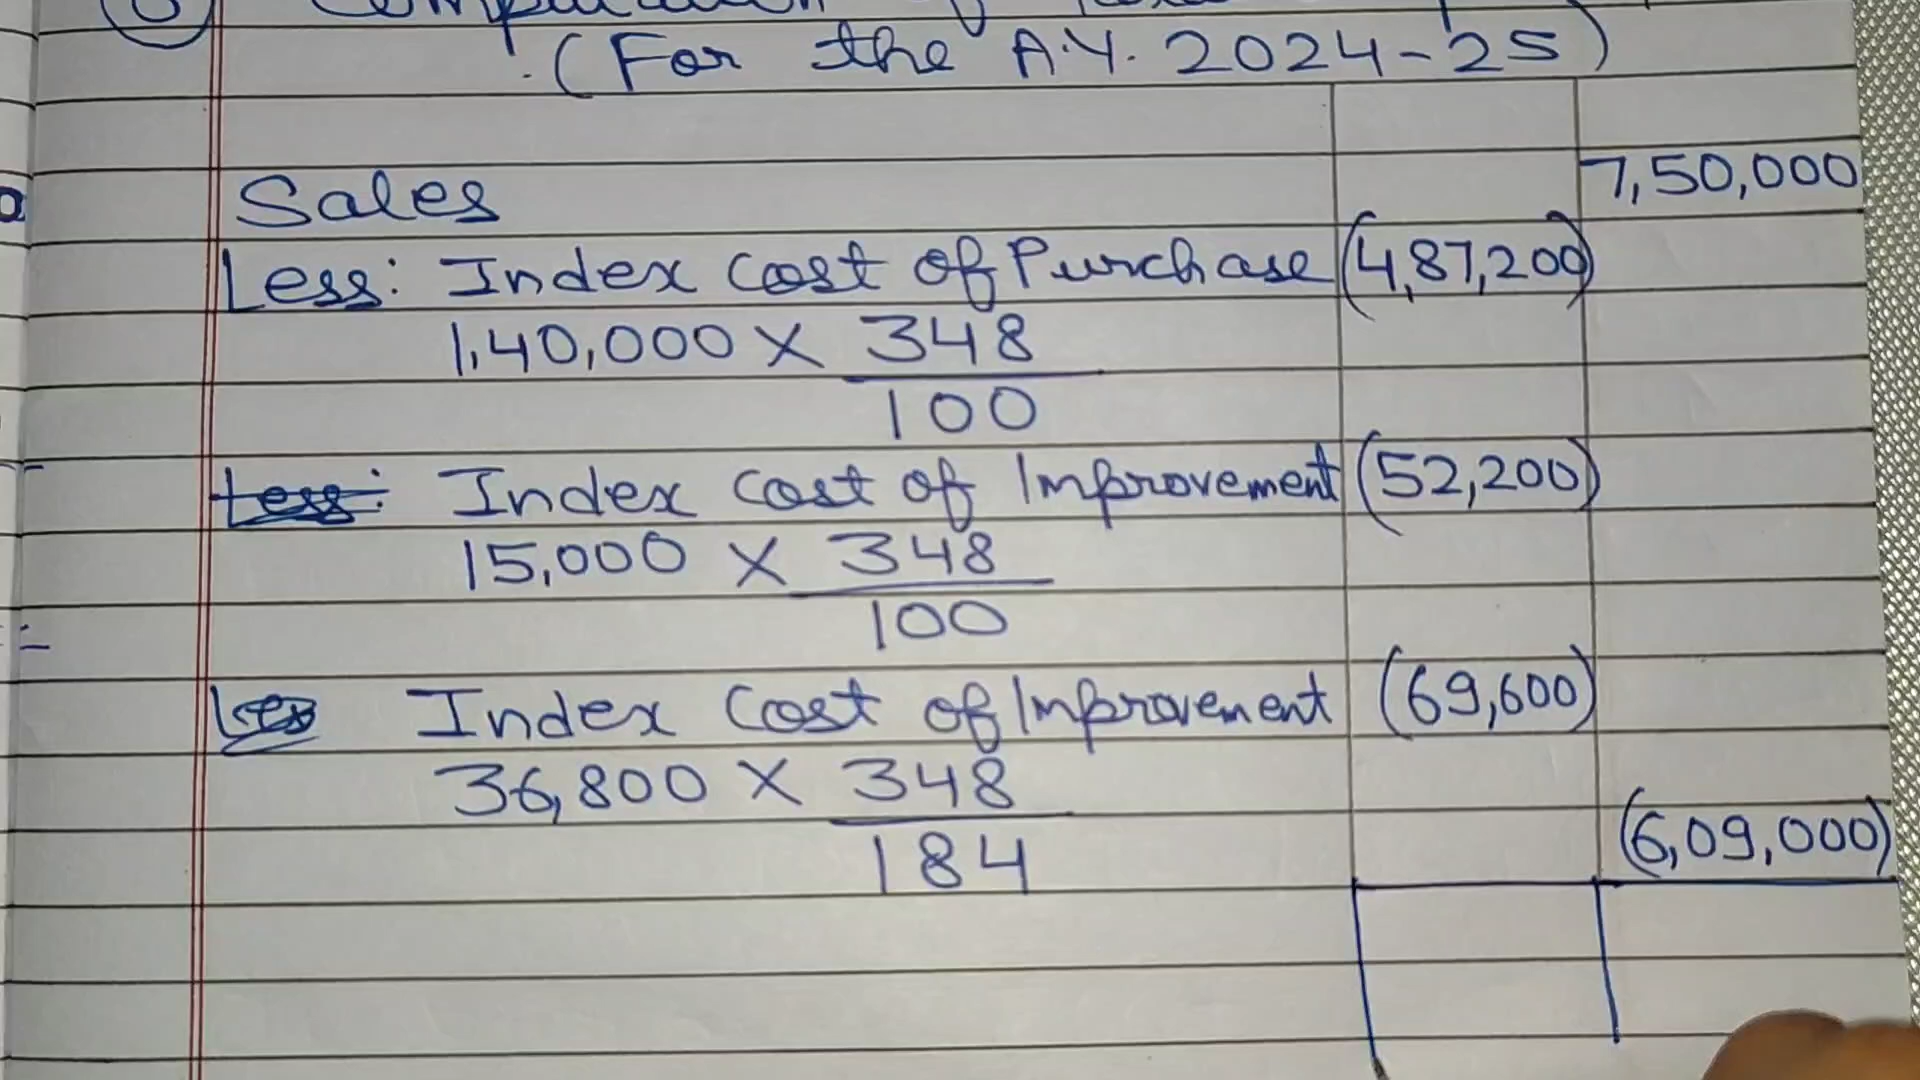 Computation of
(For the A.Y. 2024-25)
Sales 7,50,000
Less: Index Cost of Purchase (4,87,200)
1,40,000 X 348
100
Less: Index Cost of Improvement (52,200)
15,000 X 348
100
Less Index Cost of Improvement (69,600)
36,800 X 348
184
(6,09,000)